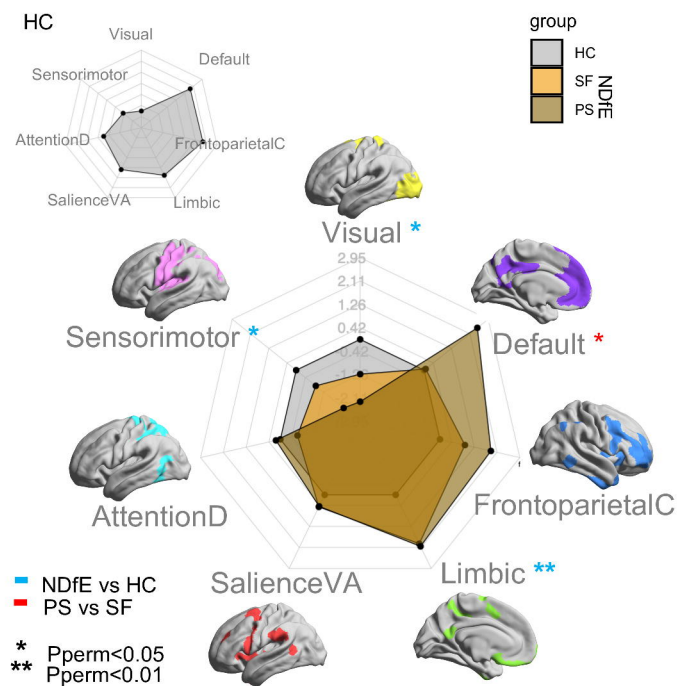 HC
Visual
Sensorimotor
Default
AttentionD
FrontoparietalC
SalienceVA
Limbic
group
HC
SF
PS
NDfE
Visual *
2.95
2.11
1.26
0.42
0.42
Sensorimotor *
Default *
AttentionD
FrontoparietalC
SalienceVA
Limbic **
NDfE vs HC
PS vs SF
* Pperm<0.05
** Pperm<0.01